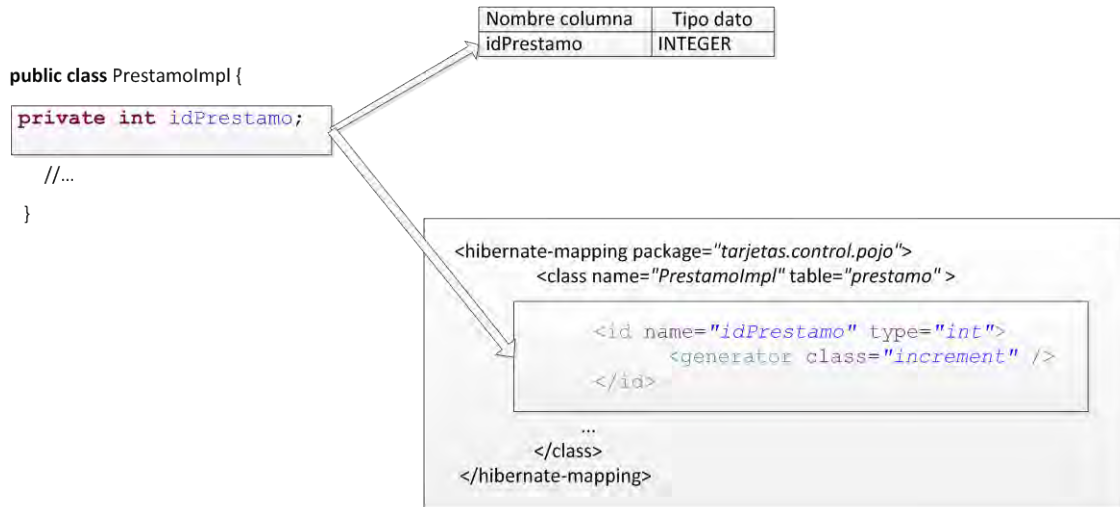 Nombre columna Tipo dato
idPrestamo INTEGER
public class PrestamoImpl {
private int idPrestamo;
//...
}
<hibernate-mapping package="tarjetas.control.pojo">
<class name="PrestamoImpl" table="prestamo" >
<id name="idPrestamo" type="int">
<generator class="increment" />
</id>
...
</class>
</hibernate-mapping>